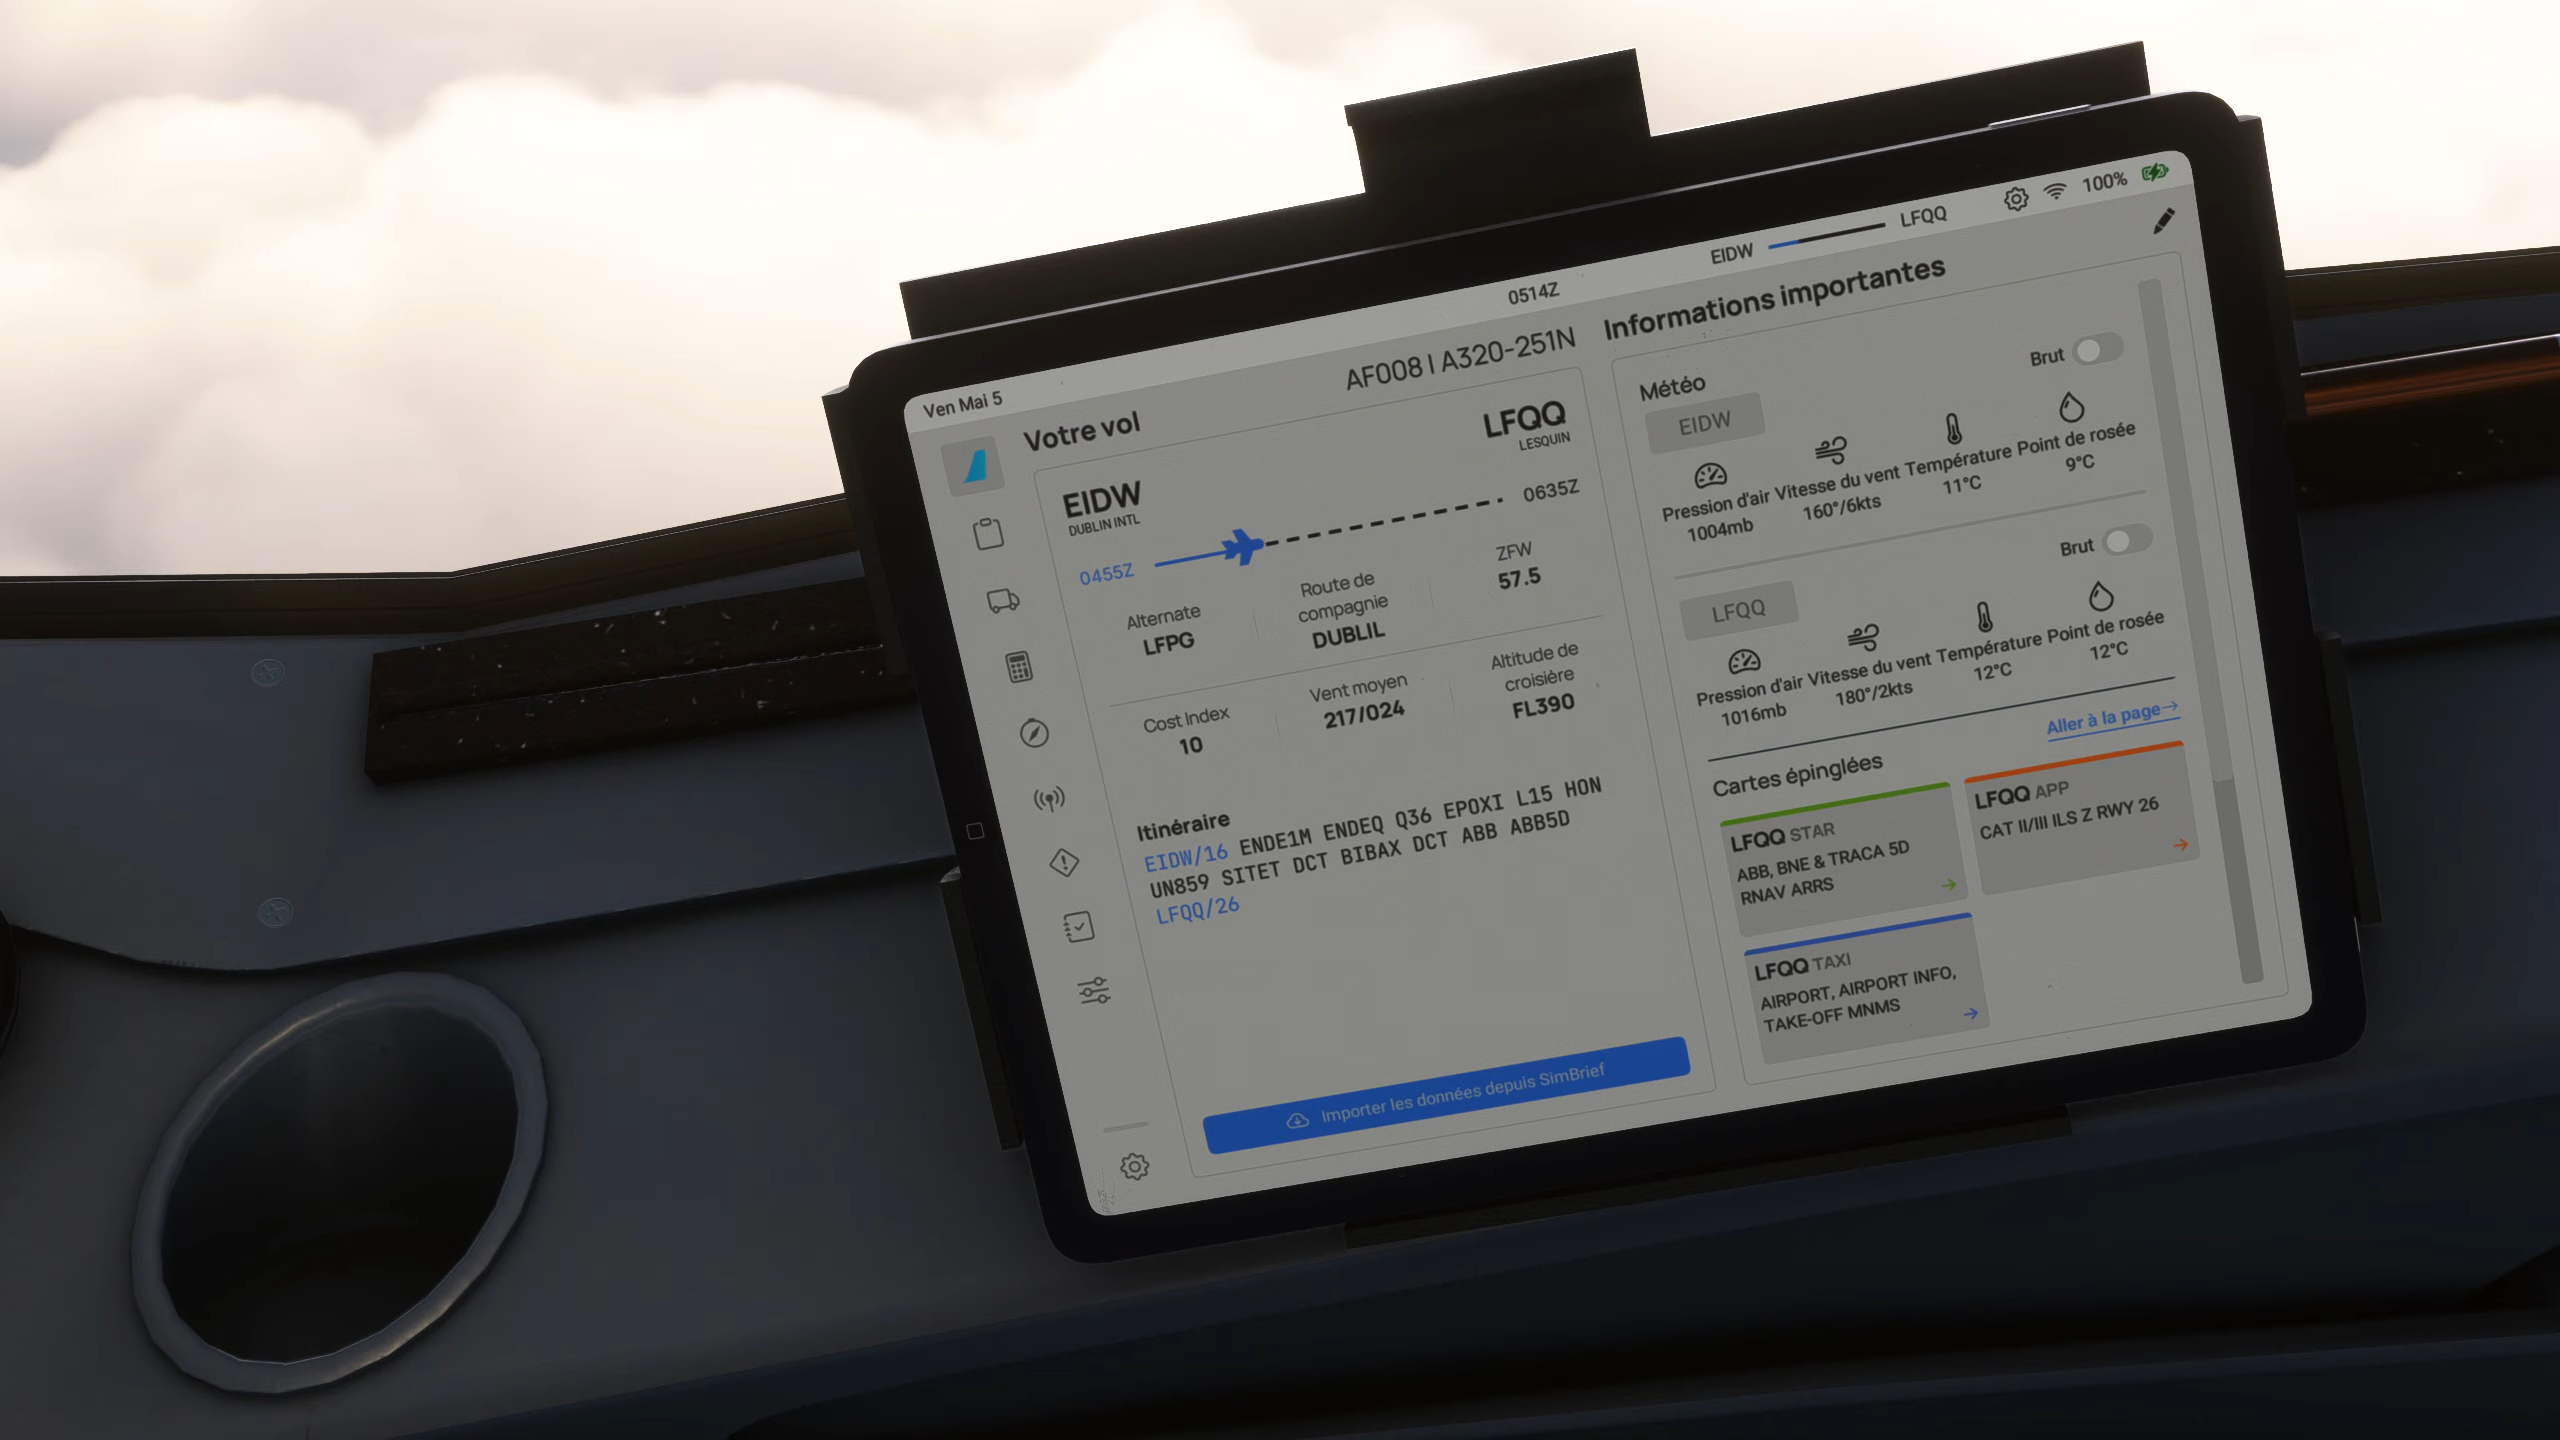 Ven Mai 5
0514Z
EIDW
LFQQ
100%
Votre vol
AF008 | A320-251N
EIDW
DUBLIN INTL
LFQQ
LESQUIN
0455Z
0635Z
Alternate
LFPG
Route de
compagnie
DUBLIL
ZFW
57.5
Cost Index
10
Vent moyen
217/024
Altitude de
croisière
FL390
Itinéraire
EIDW/16 ENDE1M ENDEQ Q36 EPOXI L15 HON
UN859 SITET DCT BIBAX DCT ABB ABB5D
LFQQ/26
Importer les données depuis SimBrief
Informations importantes
Météo
Brut
EIDW
Pression d'air
1004mb
Vitesse du vent
160°/6kts
Température
11°C
Point de rosée
9°C
Brut
LFQQ
Pression d'air
1016mb
Vitesse du vent
180°/2kts
Température
12°C
Point de rosée
12°C
Aller à la page
Cartes épinglées
LFQQ STAR
ABB, BNE & TRACA 5D
RNAV ARRS
LFQQ APP
CAT II/III ILS Z RWY 26
LFQQ TAXI
AIRPORT, AIRPORT INFO,
TAKE-OFF MNMS